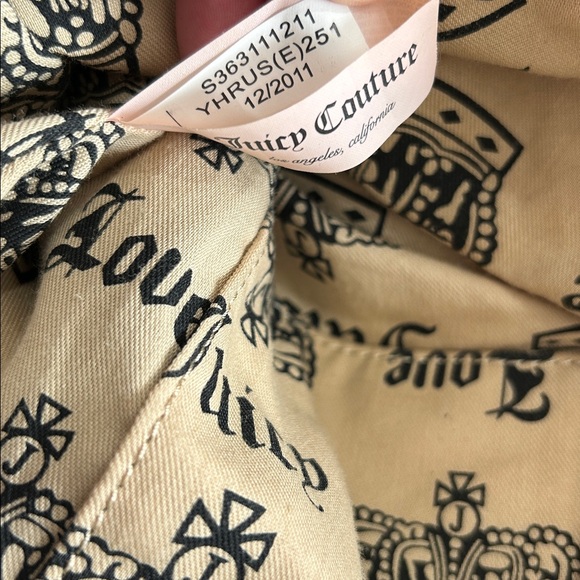 S363111211
YHRUS(E)251
12/2011
Juicy Couture
los angeles, california
Love
Juicy
Love
J
J
J